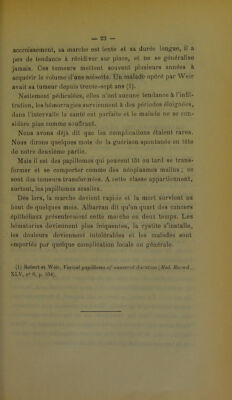 — 23 —
accroissement, sa marche est lente et sa durée longue, il a
peu de tendance à récidiver sur place, et ne se généralise
jamais. Ces tumeurs mettent souvent plusieurs années à
acquérir le volume d'une noisette. Un malade opéré par Weir
avait sa tumeur depuis trente-sept ans (1).
Nettement pédiculées, elles n'ont aucune tendance à l'infil-
tration, les hémorragies surviennent à des périodes éloignées,
dans l'intervalle la santé est parfaite et le malade ne se con-
sidère plus comme souffrant.
Nous avons déjà dit que les complications étaient rares.
Nous dirons quelques mots de la guérison spontanée en tête
de notre deuxième partie.
Mais il est des papillomes qui peuvent tôt ou tard se trans-
former et se comporter comme des néoplasmes malins ; ce
sont des tumeurs transformées. A cette classe appartiennent,
surtout, les papillomes sessiles.
Dès lors, la marche devient rapide et la mort survient au
bout de quelques mois. Albarran dit qu'un quart des cancers
épithéliaux présenteraient cette marche en deux temps. Les
hématuries deviennent plus fréquentes, la cystite s'installe,
les douleurs deviennent intolérables et les malades sont
emportés par quelque complication locale ou générale.
(1) Robert et Weir, Vesical papilloma of unusual duration (Med. Record.,
XLV, n° 6, p. 104).